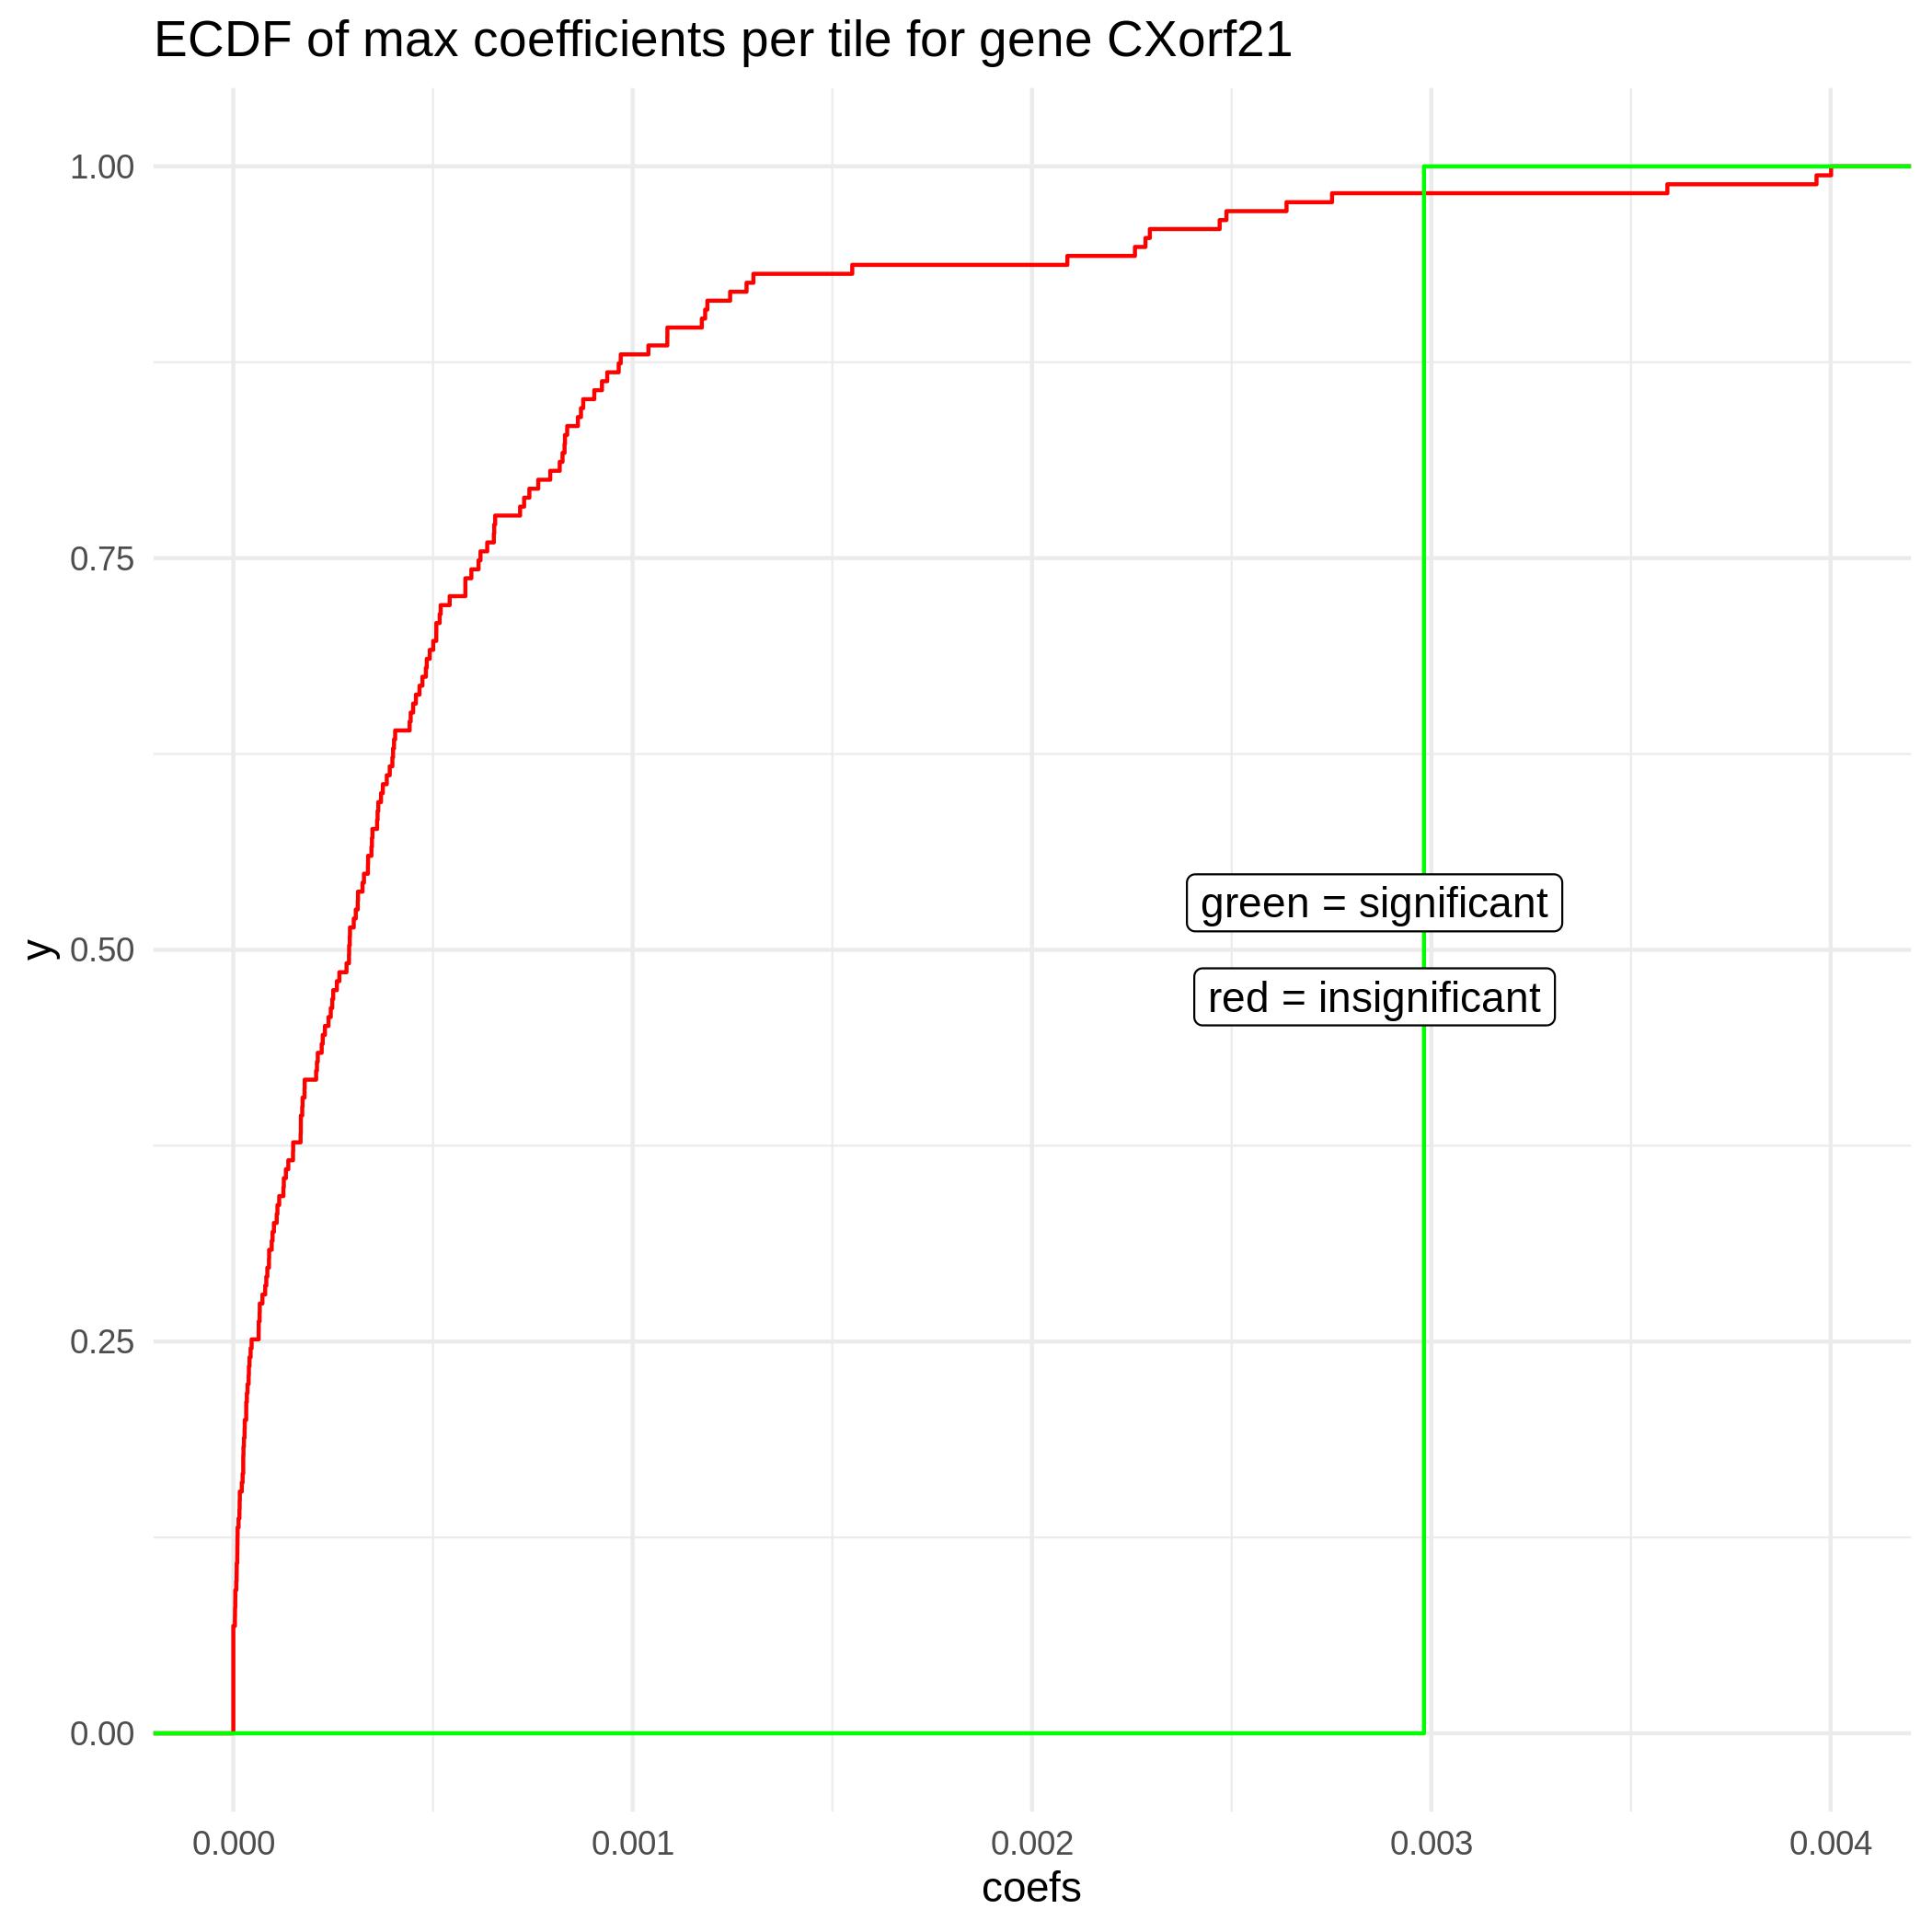 ECDF of max coefficients per tile for gene CXorf21
1.00
0.75
0.50
0.25
0.00
y
green = significant
red = insignificant
0.000 0.001 0.002 0.003 0.004
coefs